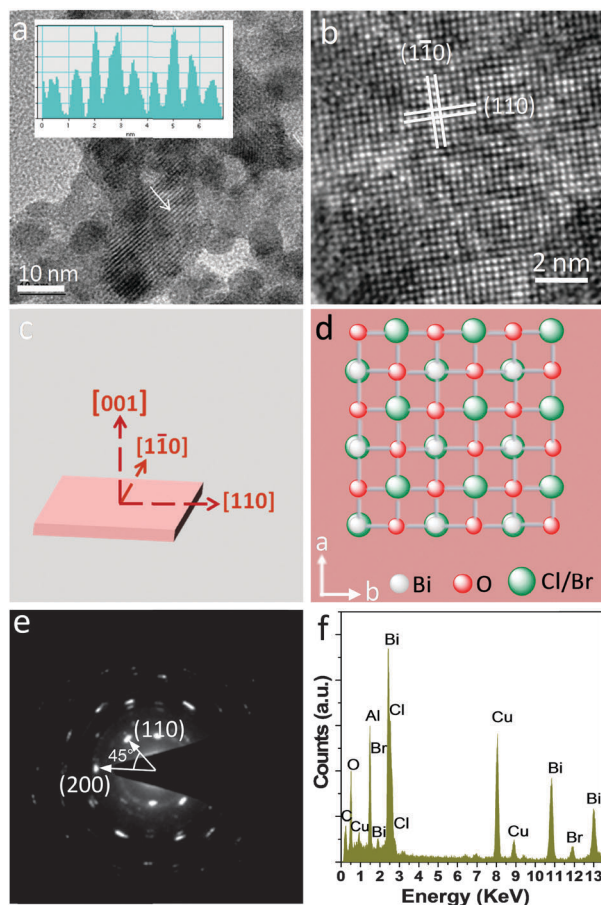 a
0 1 2 3 4 5 6
nm
10 nm
b
(11̄0)
(110)
2 nm
c
[001]
[11̄0]
[110]
d
a
b
Bi O Cl/Br
e
(110)
45°
(200)
f
Counts (a.u.)
Bi
Cl
Al
Br
O
C
Cu
Bi
Cl
Cu
Cu
Bi
Br
Bi
0 1 2 3 4 5 6 7 8 9 10 11 12 13
Energy (KeV)